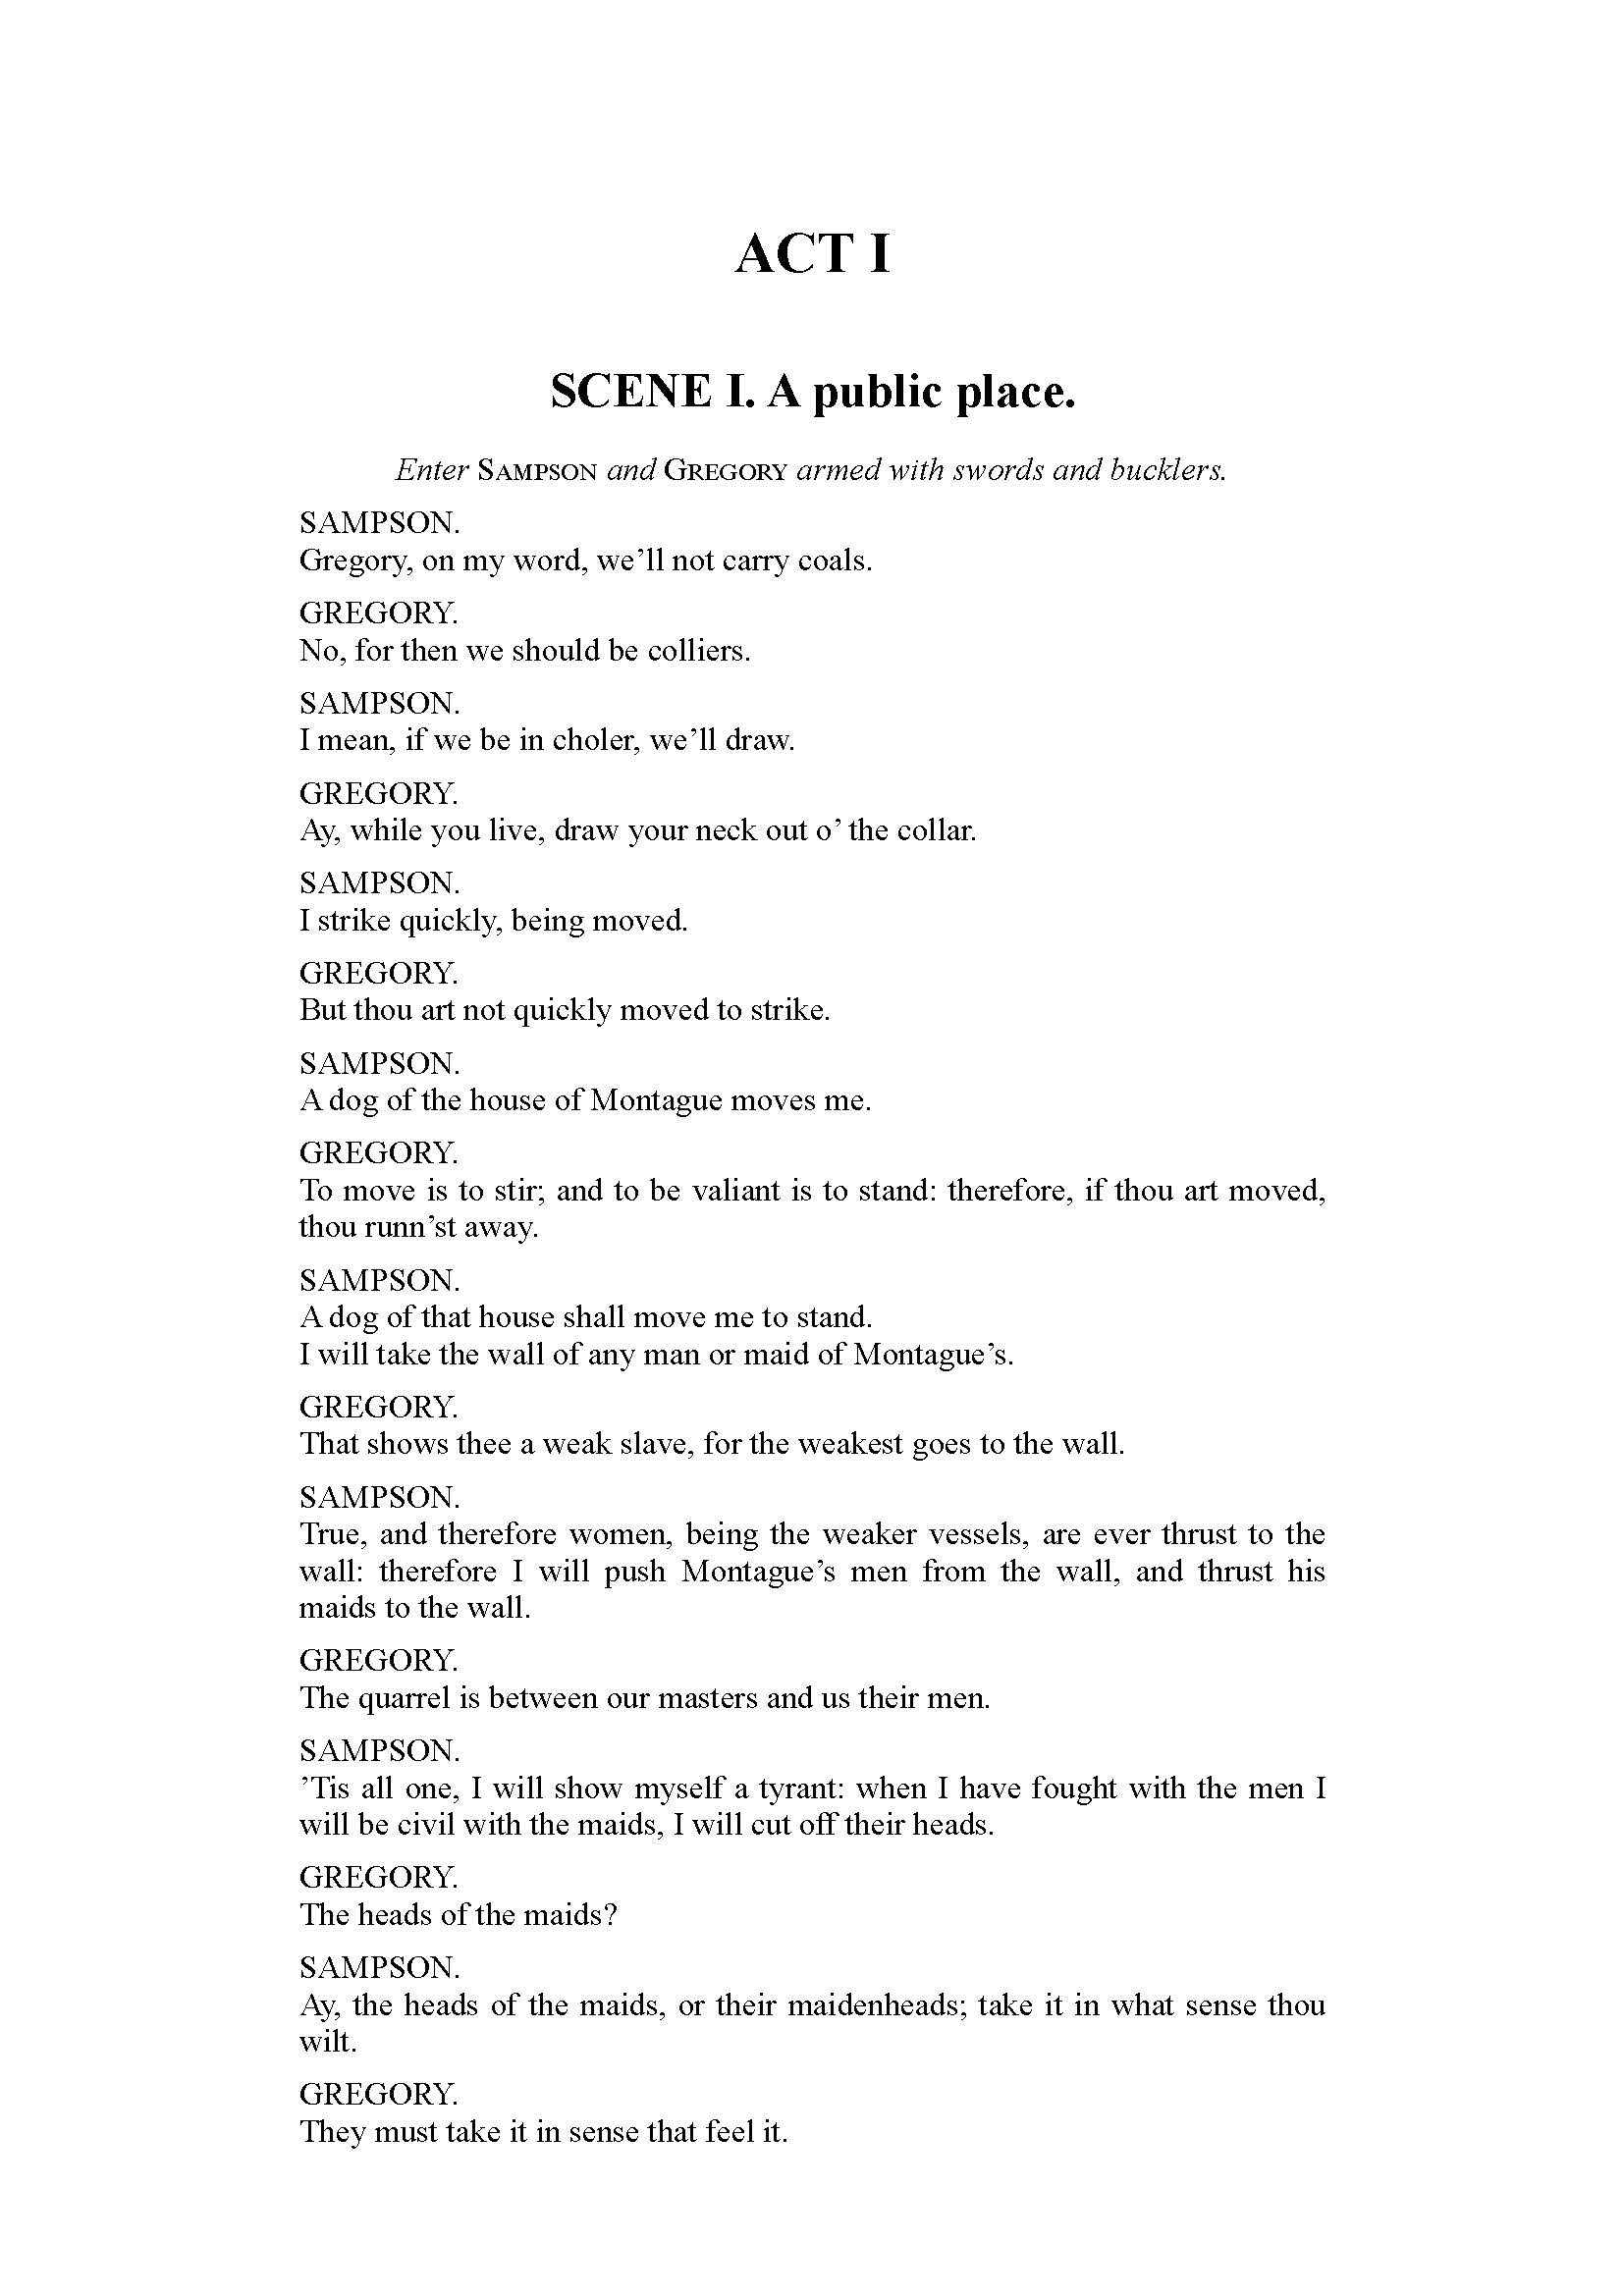 ACT I
SCENE I. A public place.
Enter SAMPSON and GREGORY armed with swords and bucklers.
SAMPSON.
Gregory, on my word, we’ll not carry coals.
GREGORY.
No, for then we should be colliers.
SAMPSON.
I mean, if we be in choler, we’ll draw.
GREGORY.
Ay, while you live, draw your neck out o’ the collar.
SAMPSON.
I strike quickly, being moved.
GREGORY.
But thou art not quickly moved to strike.
SAMPSON.
A dog of the house of Montague moves me.
GREGORY.
To move is to stir; and to be valiant is to stand: therefore, if thou art moved,
thou runn’st away.
SAMPSON.
A dog of that house shall move me to stand.
I will take the wall of any man or maid of Montague’s.
GREGORY.
That shows thee a weak slave, for the weakest goes to the wall.
SAMPSON.
True, and therefore women, being the weaker vessels, are ever thrust to the
wall: therefore I will push Montague’s men from the wall, and thrust his
maids to the wall.
GREGORY.
The quarrel is between our masters and us their men.
SAMPSON.
’Tis all one, I will show myself a tyrant: when I have fought with the men I
will be civil with the maids, I will cut off their heads.
GREGORY.
The heads of the maids?
SAMPSON.
Ay, the heads of the maids, or their maidenheads; take it in what sense thou
wilt.
GREGORY.
They must take it in sense that feel it.